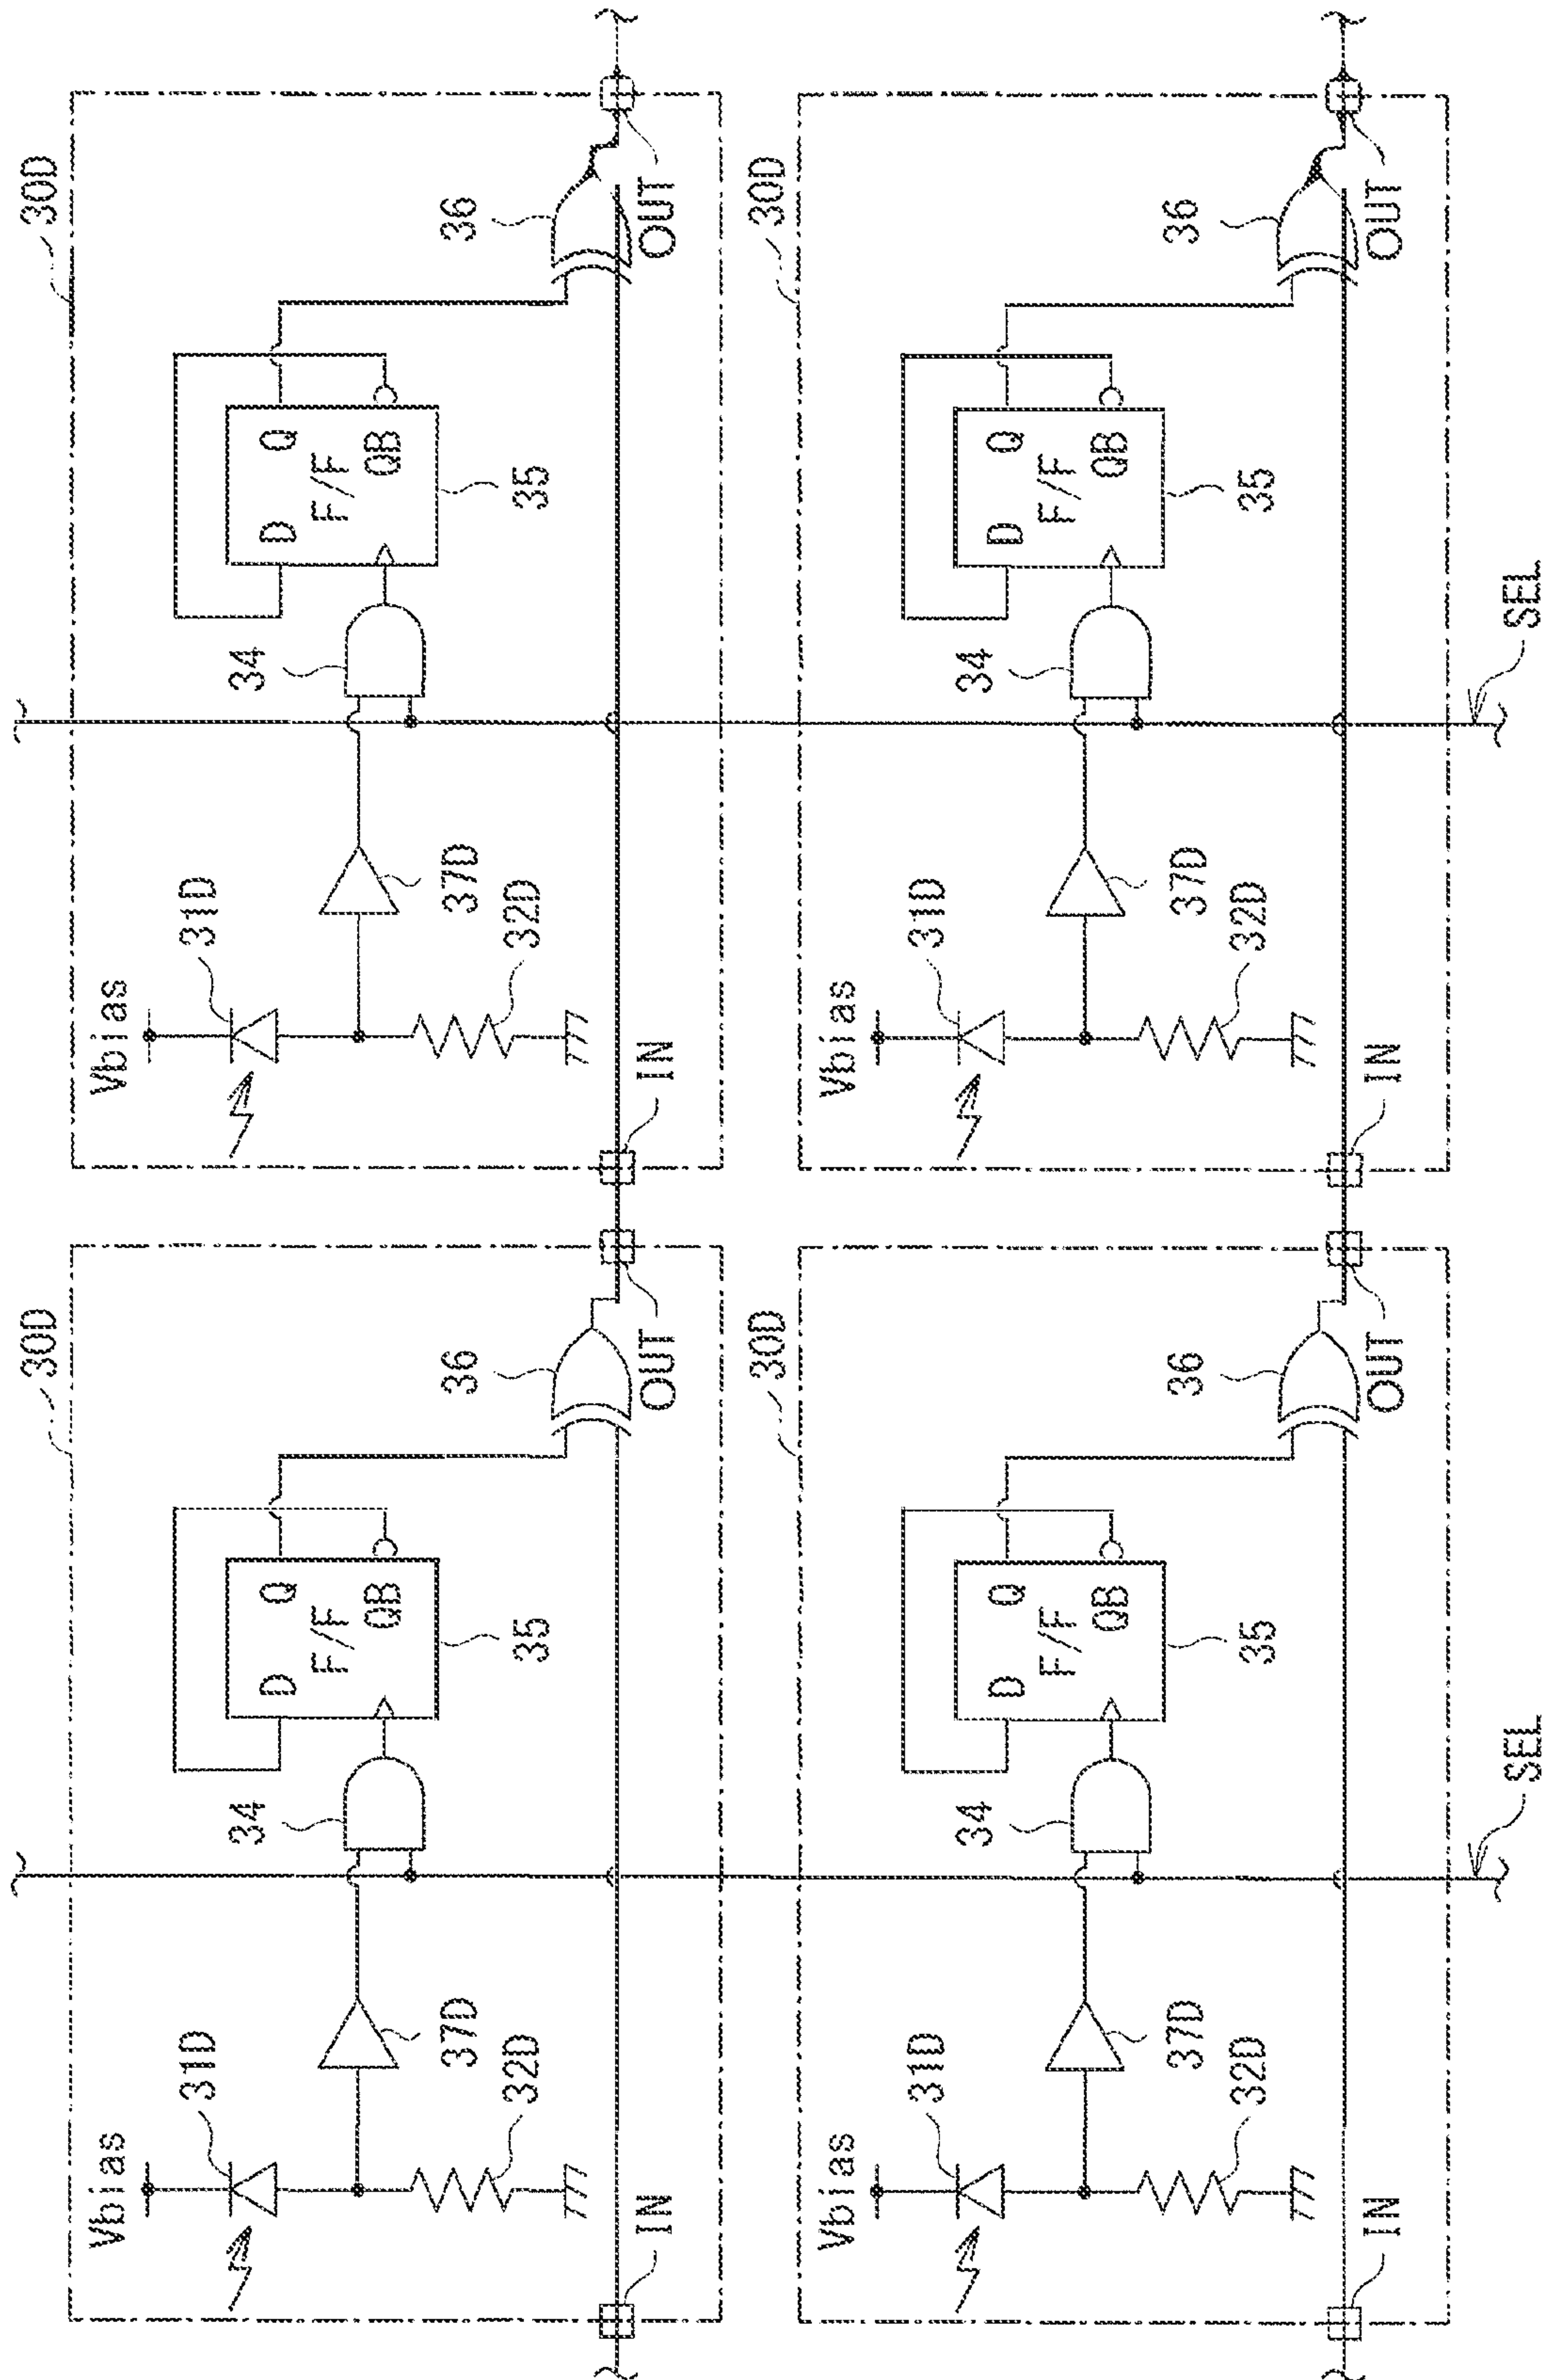 30D
Vbias
31D
34
D Q
F/F
QB
37D
36
32D
35
IN
OUT
30D
Vbias
31D
34
D Q
F/F
QB
37D
36
32D
35
IN
OUT
30D
Vbias
31D
34
D Q
F/F
QB
37D
36
32D
35
IN
OUT
30D
Vbias
31D
34
D Q
F/F
QB
37D
36
32D
35
IN
OUT
SEL
SEL